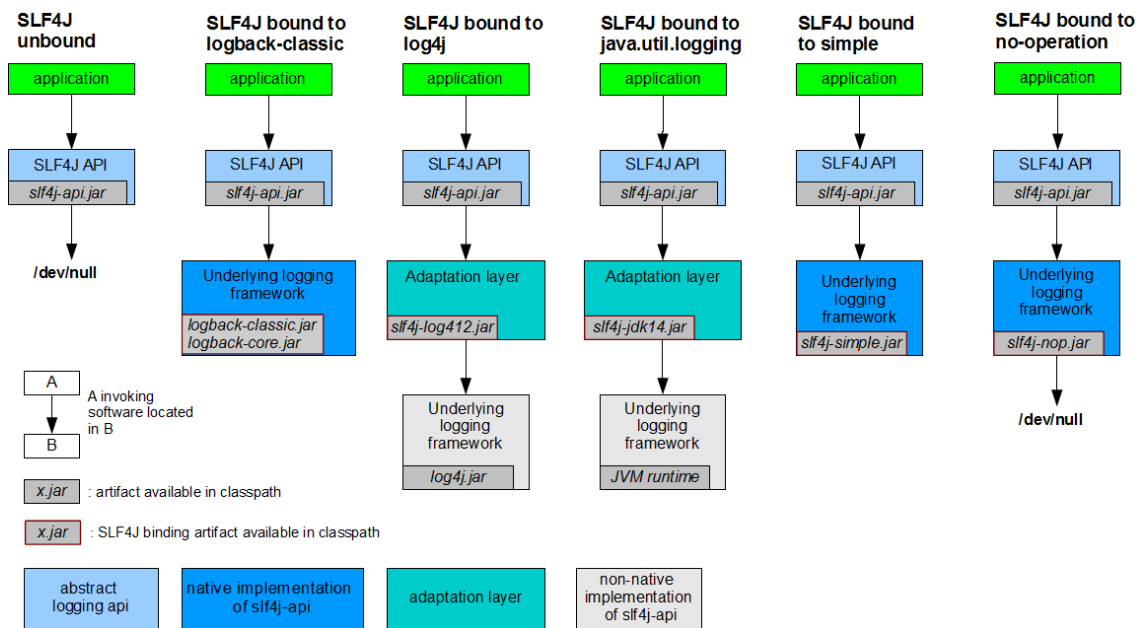 SLF4J
unbound
SLF4J bound to
logback-classic
SLF4J bound to
log4j
SLF4J bound to
java.util.logging
SLF4J bound
to simple
SLF4J bound to
no-operation
application
application
application
application
application
application
SLF4J API
slf4j-api.jar
SLF4J API
slf4j-api.jar
SLF4J API
slf4j-api.jar
SLF4J API
slf4j-api.jar
SLF4J API
slf4j-api.jar
SLF4J API
slf4j-api.jar
/dev/null
Underlying logging
framework
logback-classic.jar
logback-core.jar
Adaptation layer
slf4j-log412.jar
Adaptation layer
slf4j-jdk14.jar
Underlying
logging
framework
slf4j-simple.jar
Underlying
logging
framework
slf4j-nop.jar
Underlying
logging
framework
log4j.jar
Underlying
logging
framework
JVM runtime
/dev/null
A
B
A invoking
software located
in B
x.jar : artifact available in classpath
x.jar : SLF4J binding artifact available in classpath
abstract
logging api
native implementation
of slf4j-api
adaptation layer
non-native
implementation
of slf4j-api